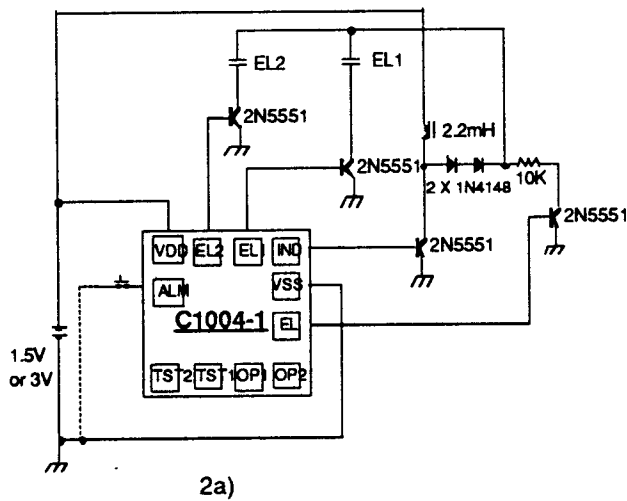 EL2
EL1
2N5551
2.2mH
2N5551
2 X 1N4148
10K
2N5551
2N5551
VDD
EL2
EL1
IND
ALM
VSS
C1004-1
EL
1.5V
or 3V
TST2
TST1
OP1
OP2
2a)